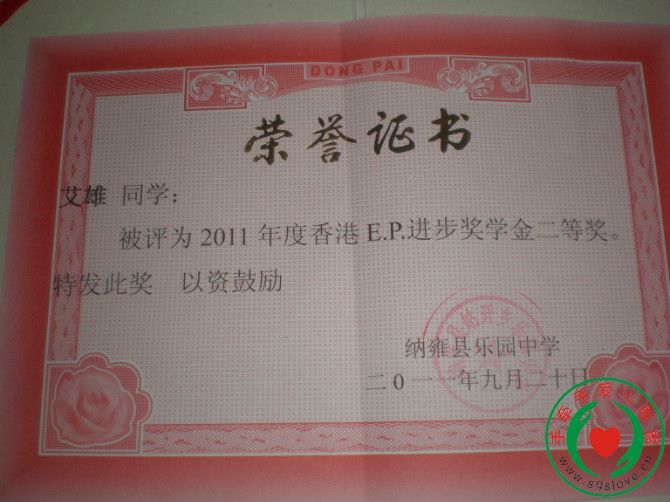 DONG PAI
荣誉证书
艾雄 同学：
被评为 2011 年度香港 E.P.进步奖学金二等奖。
特发此奖 以资鼓励
纳雍县乐园中学
二0一一年九月二十日
www.sqslove.cn